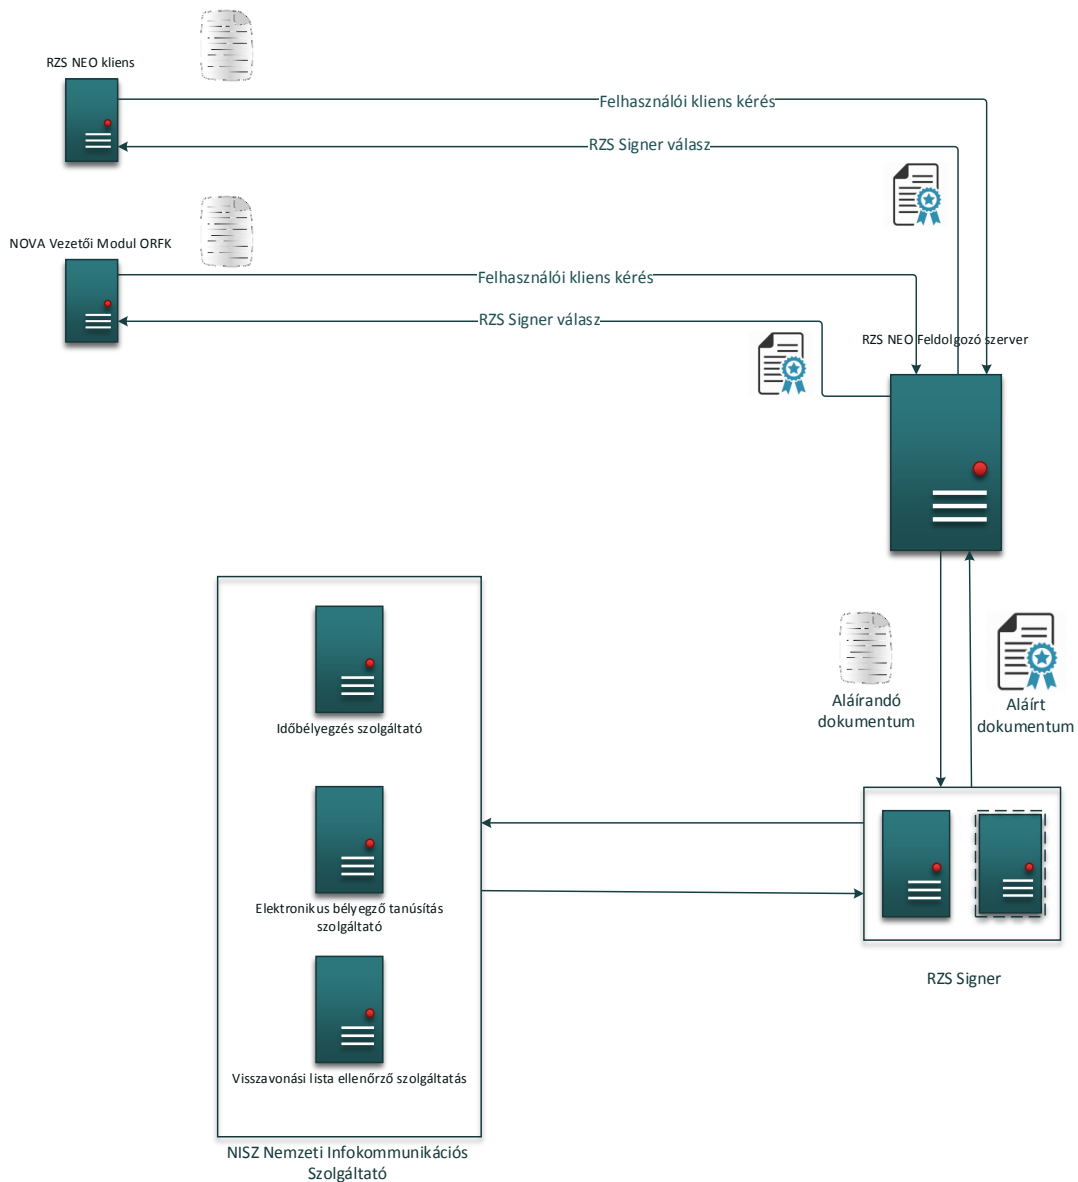 RZS NEO kliens
Felhasználói kliens kérés
RZS Signer válasz
NOVA Vezetői Modul ORFK
Felhasználói kliens kérés
RZS Signer válasz
RZS NEO Feldolgozó szerver
Aláírandó
dokumentum
Aláírt
dokumentum
Időbélyegzés szolgáltató
Elektronikus bélyegző tanúsítás
szolgáltató
Visszavonási lista ellenőrző szolgáltatás
RZS Signer
NISZ Nemzeti Infokommunikációs
Szolgáltató